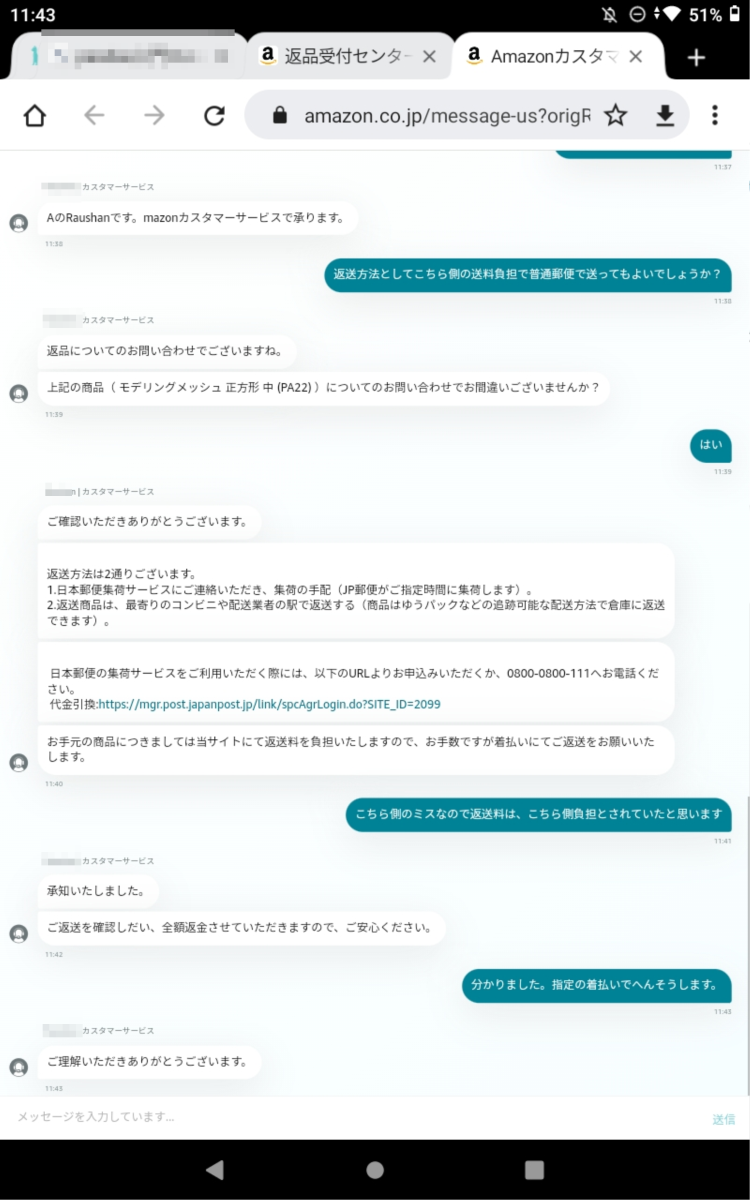 11:43
51%
返品受付センター
Amazonカスタマ
amazon.co.jp/message-us?origR
11:37
カスタマーサービス
AのRaushanです。mazonカスタマーサービスで承ります。
11:38
返送方法としてこちら側の送料負担で普通郵便で送ってもよいでしょうか？
11:38
カスタマーサービス
返品についてのお問い合わせでございますね。
上記の商品（ モデリングメッシュ 正方形 中 (PA22) ）についてのお問い合わせでお間違いございませんか？
11:39
はい
11:39
n | カスタマーサービス
ご確認いただきありがとうございます。
返送方法は2通りございます。
1.日本郵便集荷サービスにご連絡いただき、集荷の手配（JP郵便がご指定時間に集荷します）。
2.返送商品は、最寄りのコンビニや配送業者の駅で返送する（商品はゆうパックなどの追跡可能な配送方法で倉庫に返送
できます）。
日本郵便の集荷サービスをご利用いただく際には、以下のURLよりお申込みいただくか、0800-0800-111へお電話くだ
さい。
代金引換:https://mgr.post.japanpost.jp/link/spcAgrLogin.do?SITE_ID=2099
お手元の商品につきましては当サイトにて返送料を負担いたしますので、お手数ですが着払いにてご返送をお願いいた
します。
11:40
こちら側のミスなので返送料は、こちら側負担とされていたと思います
11:41
カスタマーサービス
承知いたしました。
ご返送を確認しだい、全額返金させていただきますので、ご安心ください。
11:42
分かりました。指定の着払いでへんそうします。
11:43
カスタマーサービス
ご理解いただきありがとうございます。
11:43
メッセージを入力しています...
送信